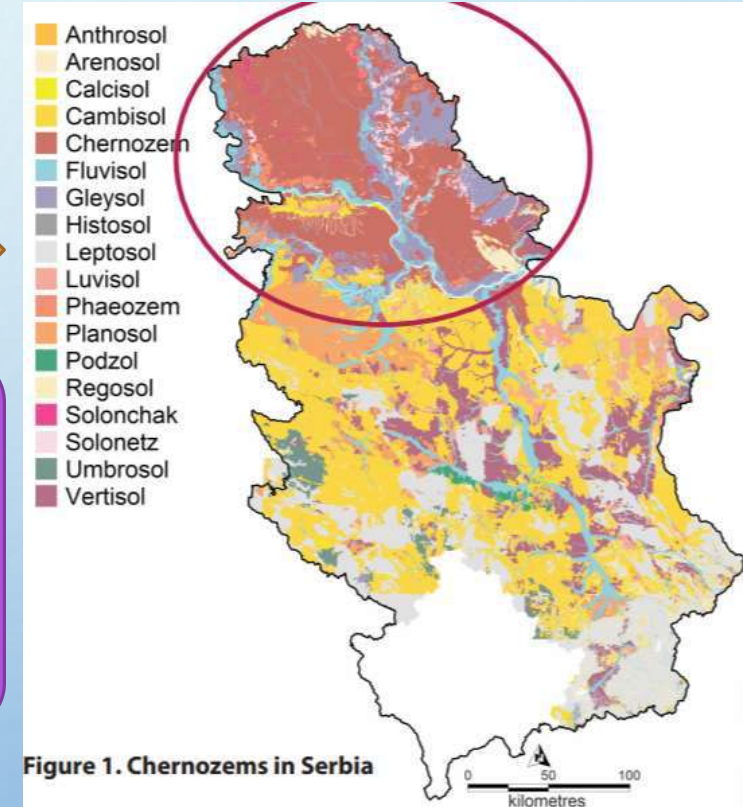 Anthrosol
Arenosol
Calcisol
Cambisol
Chernozem
Fluvisol
Gleysol
Histosol
Leptosol
Luvisol
Phaeozem
Planosol
Podzol
Regosol
Solonchak
Solonetz
Umbrosol
Vertisol
Figure 1. Chernozems in Serbia
N
0 50 100
kilometres